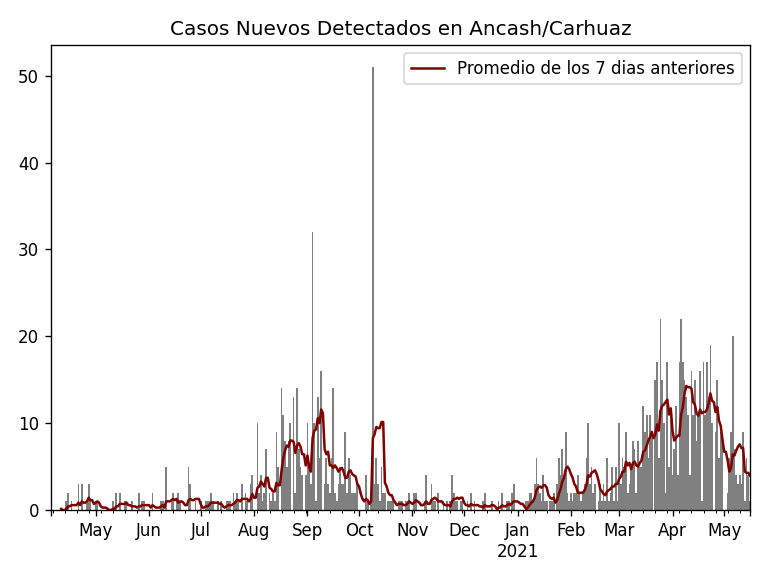 Casos Nuevos Detectados en Ancash/Carhuaz
Promedio de los 7 dias anteriores
50
40
30
20
10
0
May Jun Jul Aug Sep Oct Nov Dec Jan Feb Mar Apr May
2021